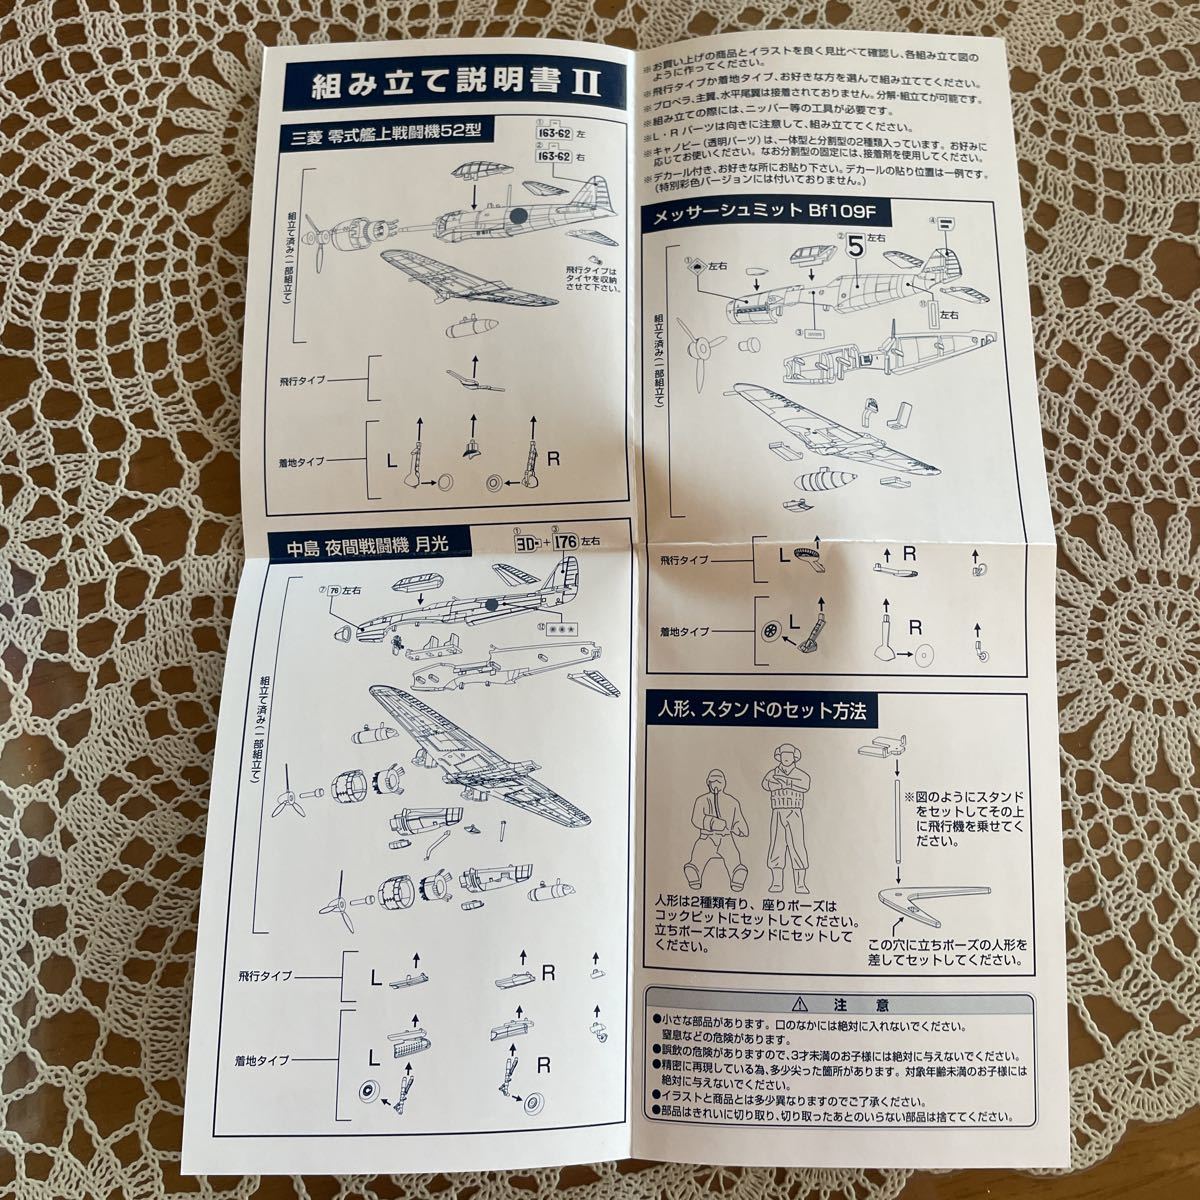 組み立て説明書 II
三菱 零式艦上戦闘機52型
① 163-62 左
② 163-62 右
組立て済み(一部組立て)
飛行タイプは
タイヤを収納
させて下さい。
飛行タイプ
着地タイプ
L
R
中島 夜間戦闘機 月光
① ヨD- + ③ 176 左右
⑦ 76 左右
⑫
組立て済み(一部組立て)
飛行タイプ
L
R
着地タイプ
L
R
※お買い上げの商品とイラストを良く見比べて確認し、各組み立て図の
ように作ってください。
※飛行タイプか着地タイプ、お好きな方を選んで組み立ててください。
※プロペラ、主翼、水平尾翼は接着されておりません。分解・組立てが可能です。
※組み立ての際には、ニッパー等の工具が必要です。
※L・Rパーツは向きに注意して、組み立ててください。
※キャノピー(透明パーツ)は、一体型と分割型の2種類入っています。お好みに
応じてお使いください。なお分割型の固定には、接着剤を使用してください。
※デカール付き、お好きな所にお貼り下さい。デカールの貼り位置は一例です。
(特別彩色バージョンには付いておりません。)
メッサーシュミット Bf109F
① 左右
② 5 左右
④
③
⑪ 左右
組立て済み(一部組立て)
飛行タイプ
L
R
着地タイプ
L
R
人形、スタンドのセット方法
※図のようにスタンド
をセットしてその上
に飛行機を乗せてく
ださい。
人形は2種類有り、座りポーズは
コックピットにセットしてください。
立ちポーズはスタンドにセットして
ください。
この穴に立ちポーズの人形を
差してセットしてください。
⚠ 注 意
●小さな部品があります。口のなかには絶対に入れないでください。
窒息などの危険があります。
●誤飲の危険がありますので、3才未満のお子様には絶対に与えないでください。
●精密に再現している為、多少尖った箇所があります。対象年齢未満のお子様には
絶対に与えないでください。
●イラストと商品とは多少異なりますのでご了承ください。
●部品はきれいに切り取り、切り取ったあとのいらない部品は捨ててください。